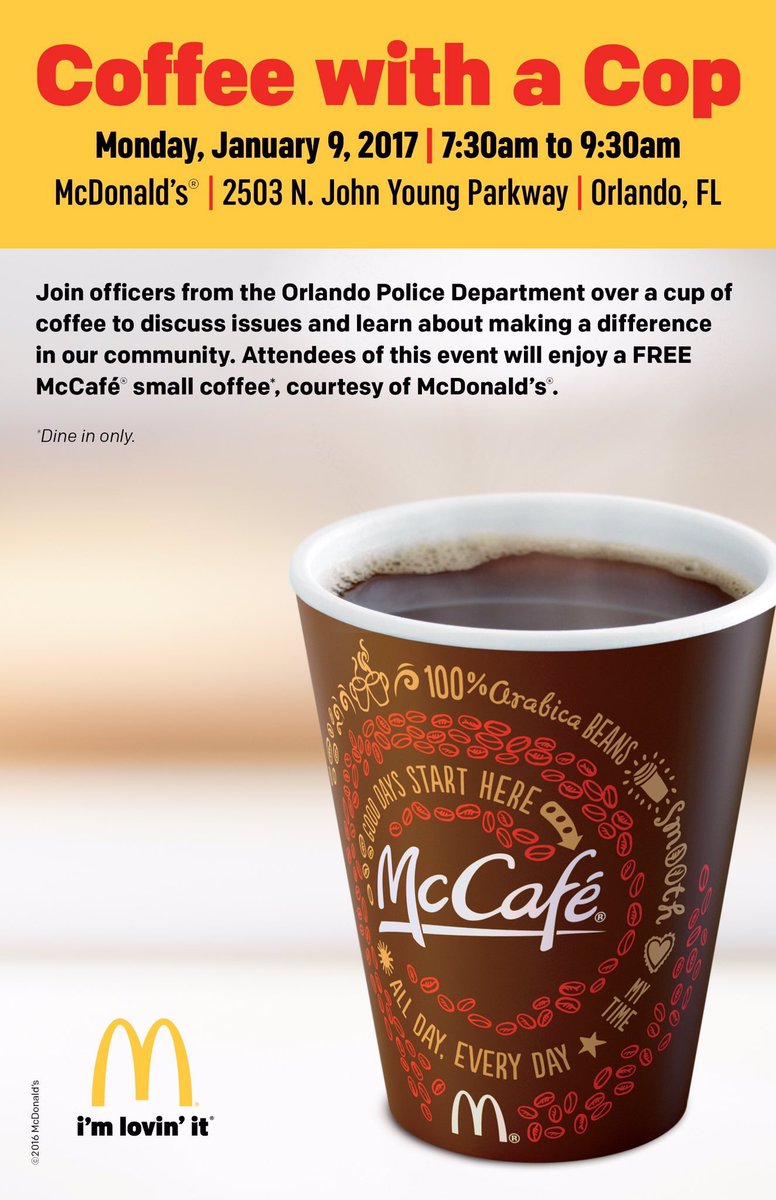 Coffee with a Cop
Monday, January 9, 2017 | 7:30am to 9:30am
McDonald's® | 2503 N. John Young Parkway | Orlando, FL
Join officers from the Orlando Police Department over a cup of
coffee to discuss issues and learn about making a difference
in our community. Attendees of this event will enjoy a FREE
McCafé® small coffee*, courtesy of McDonald's®.
*Dine in only.
100% Arabica BEANS
SMOOTH
MY TIME
GOOD DAYS START HERE
McCafé®
ALL DAY, EVERY DAY
®
i'm lovin' it®
©2016 McDonald's